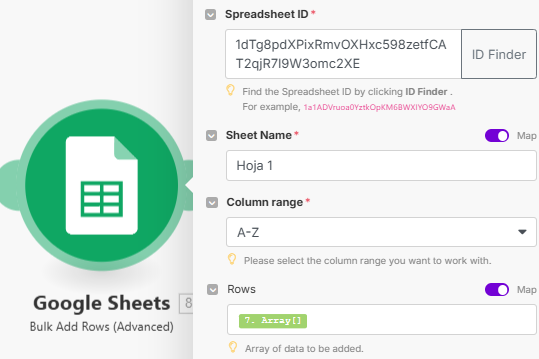 Spreadsheet ID *
1dTg8pdXPixRmvOXHxc598zetfCA
T2qjR7I9W3omc2XE
ID Finder
Find the Spreadsheet ID by clicking ID Finder .
For example, 1a1ADVruoa0YztkOpKM6BWXIYO9GWaA
Sheet Name *
Map
Hoja 1
Column range *
A-Z
Please select the column range you want to work with.
Rows
Map
7. Array[]
Array of data to be added.
Google Sheets 8
Bulk Add Rows (Advanced)